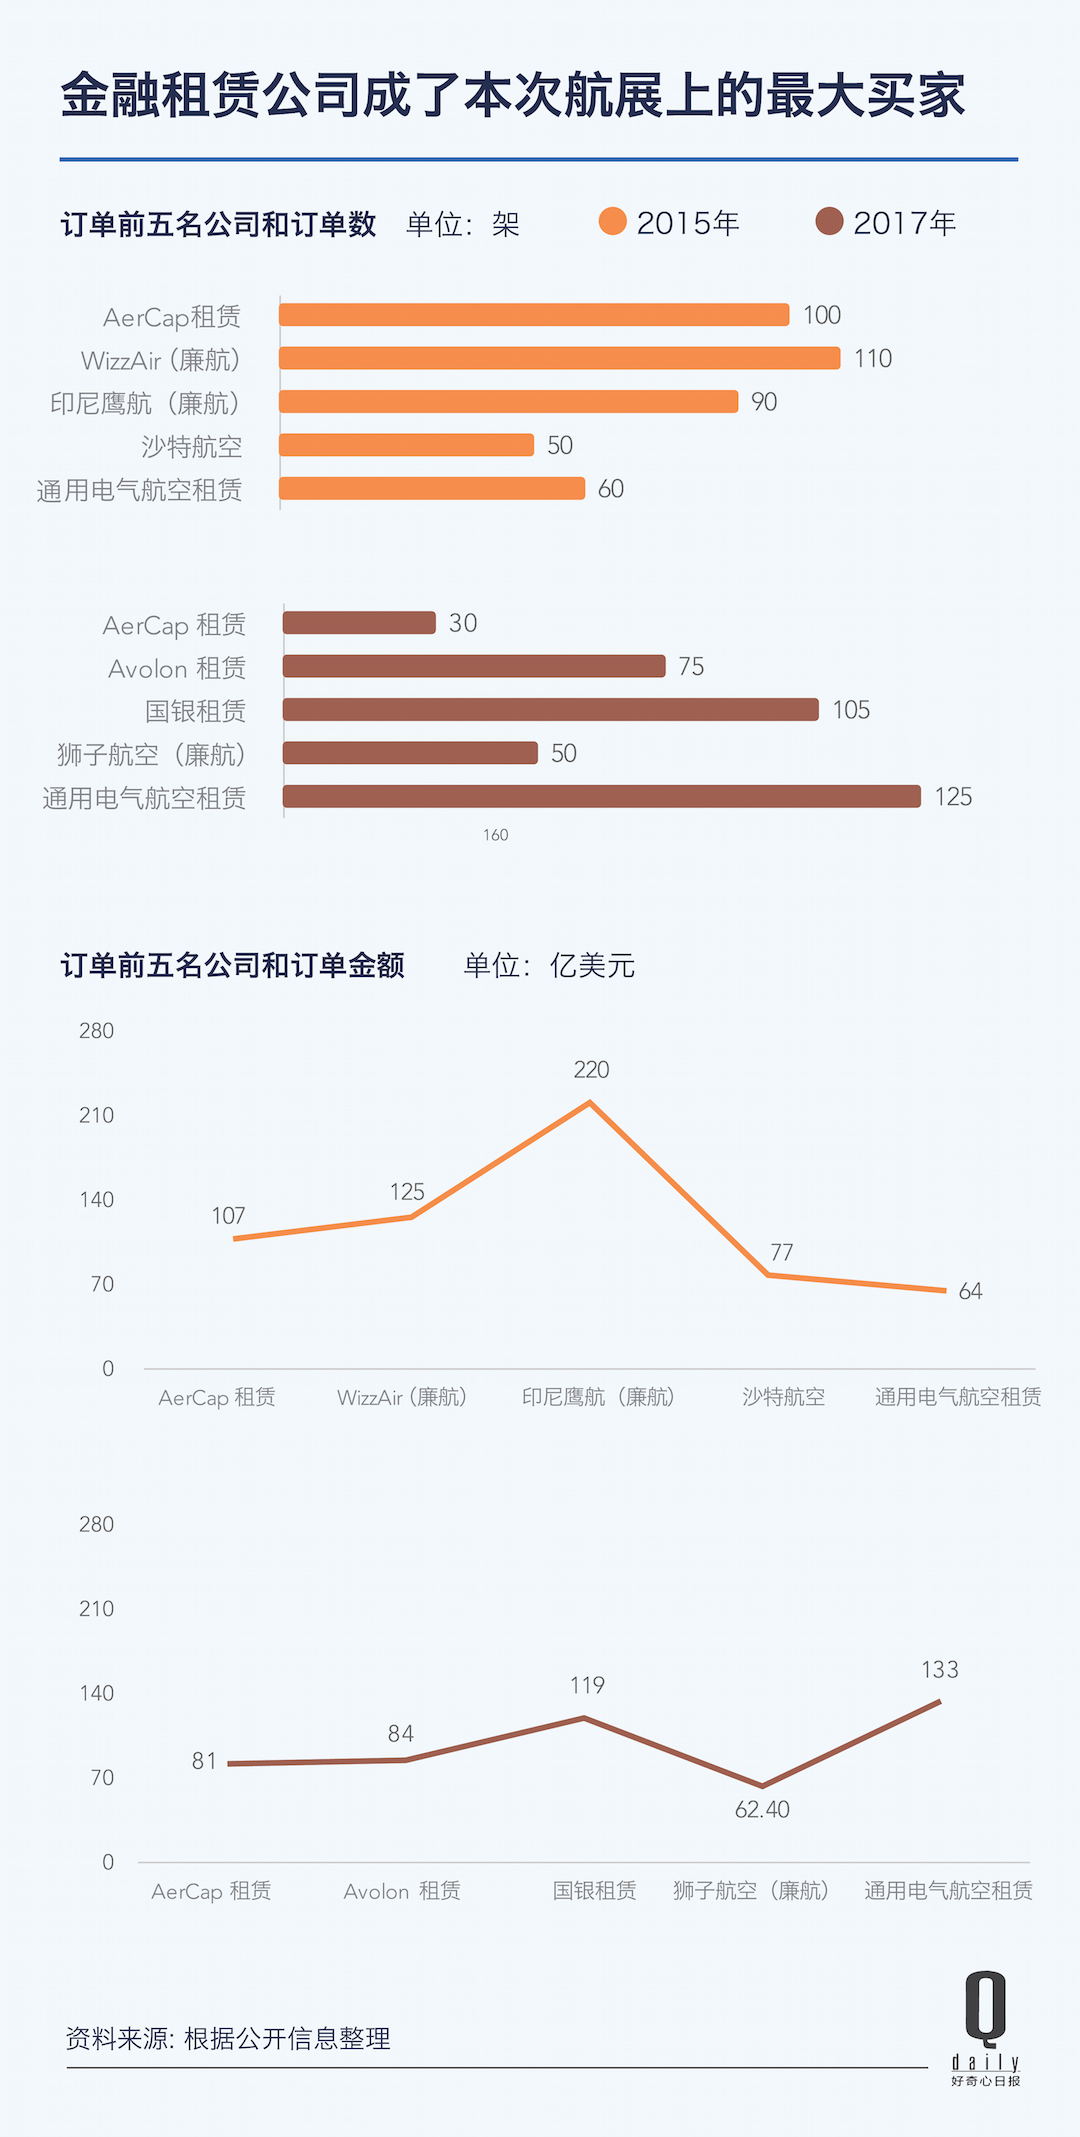 金融租赁公司成了本次航展上的最大买家
订单前五名公司和订单数 单位：架 2015年 2017年
AerCap租赁 100
WizzAir（廉航） 110
印尼鹰航（廉航） 90
沙特航空 50
通用电气航空租赁 60
AerCap 租赁 30
Avolon 租赁 75
国银租赁 105
狮子航空（廉航） 50
通用电气航空租赁 125
160
订单前五名公司和订单金额 单位：亿美元
280
220
210
140
125
107
77
70
64
0
AerCap 租赁 WizzAir（廉航） 印尼鹰航（廉航） 沙特航空 通用电气航空租赁
280
210
133
140
119
84
81
70
62.40
0
AerCap 租赁 Avolon 租赁 国银租赁 狮子航空（廉航） 通用电气航空租赁
资料来源: 根据公开信息整理
Q
daily
好奇心日报